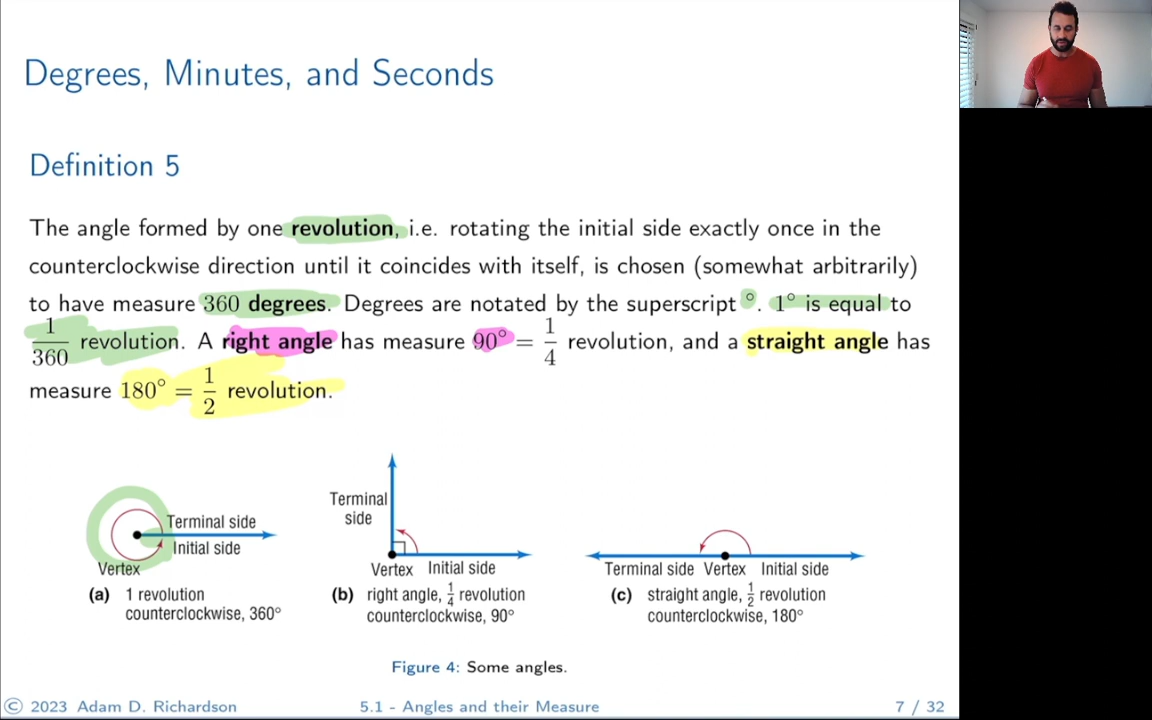 Degrees, Minutes, and Seconds
Definition 5
The angle formed by one revolution, i.e. rotating the initial side exactly once in the
counterclockwise direction until it coincides with itself, is chosen (somewhat arbitrarily)
to have measure 360 degrees. Degrees are notated by the superscript °. 1° is equal to
1/360 revolution. A right angle has measure 90° = 1/4 revolution, and a straight angle has
measure 180° = 1/2 revolution.
Terminal side
Initial side
Vertex
(a) 1 revolution
counterclockwise, 360°
Terminal
side
Vertex Initial side
(b) right angle, 1/4 revolution
counterclockwise, 90°
Terminal side Vertex Initial side
(c) straight angle, 1/2 revolution
counterclockwise, 180°
Figure 4: Some angles.
© 2023 Adam D. Richardson 5.1 - Angles and their Measure 7 / 32